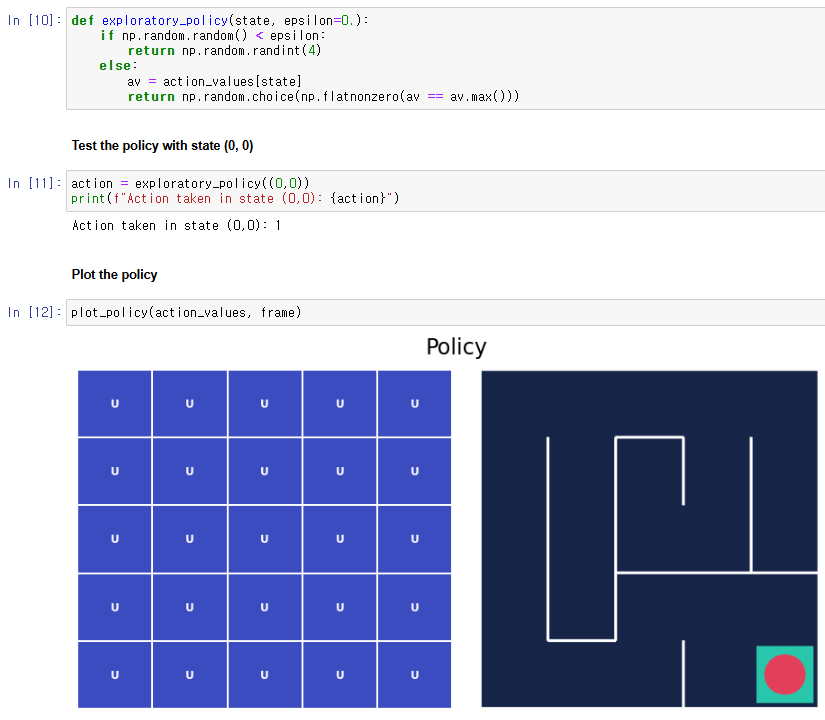 In [10]: def exploratory_policy(state, epsilon=0.):
    if np.random.random() < epsilon:
        return np.random.randint(4)
    else:
        av = action_values[state]
        return np.random.choice(np.flatnonzero(av == av.max()))
Test the policy with state (0, 0)
In [11]: action = exploratory_policy((0,0))
print(f"Action taken in state (0,0): {action}")
Action taken in state (0,0): 1
Plot the policy
In [12]: plot_policy(action_values, frame)
Policy
U U U U U
U U U U U
U U U U U
U U U U U
U U U U U